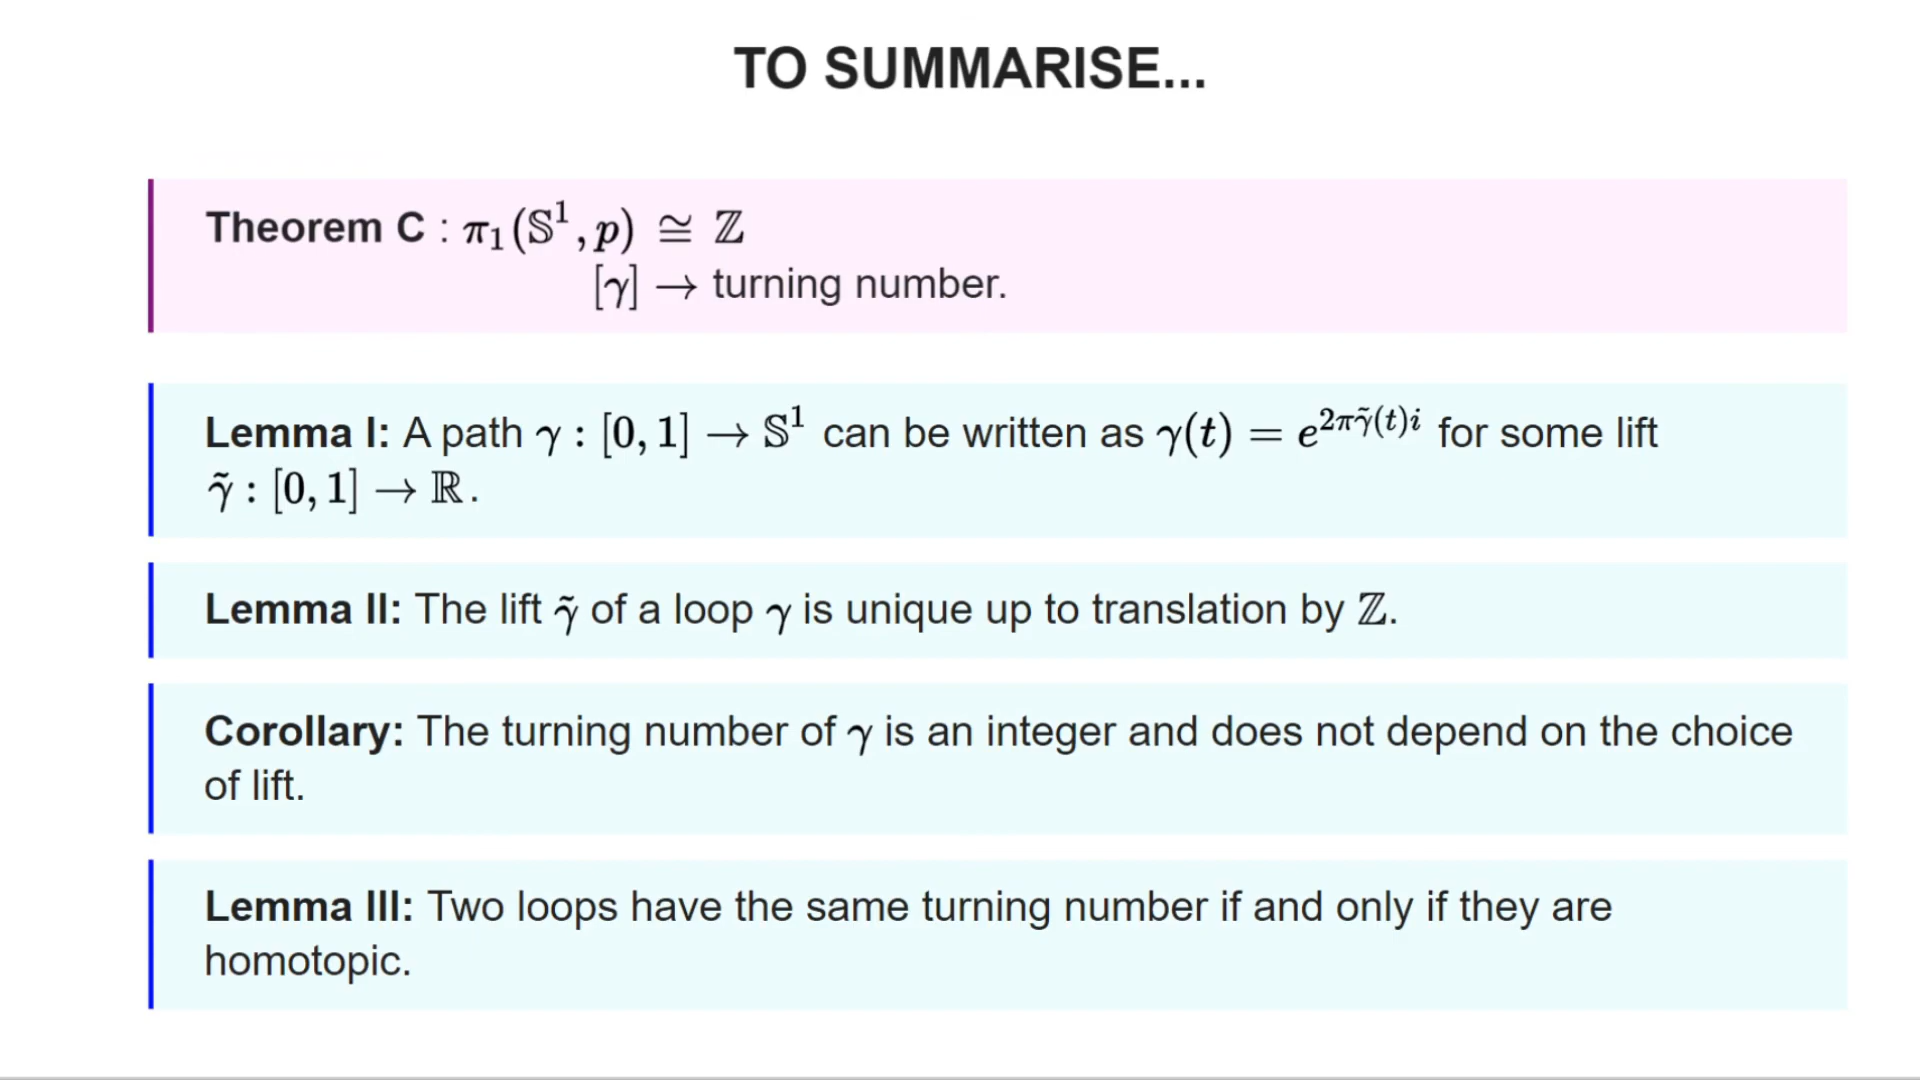 TO SUMMARISE...
Theorem C : π₁(𝕊¹, p) ≅ ℤ
[γ] → turning number.
Lemma I: A path γ : [0, 1] → 𝕊¹ can be written as γ(t) = e^{2πγ̃(t)i} for some lift
γ̃ : [0, 1] → ℝ.
Lemma II: The lift γ̃ of a loop γ is unique up to translation by ℤ.
Corollary: The turning number of γ is an integer and does not depend on the choice
of lift.
Lemma III: Two loops have the same turning number if and only if they are
homotopic.